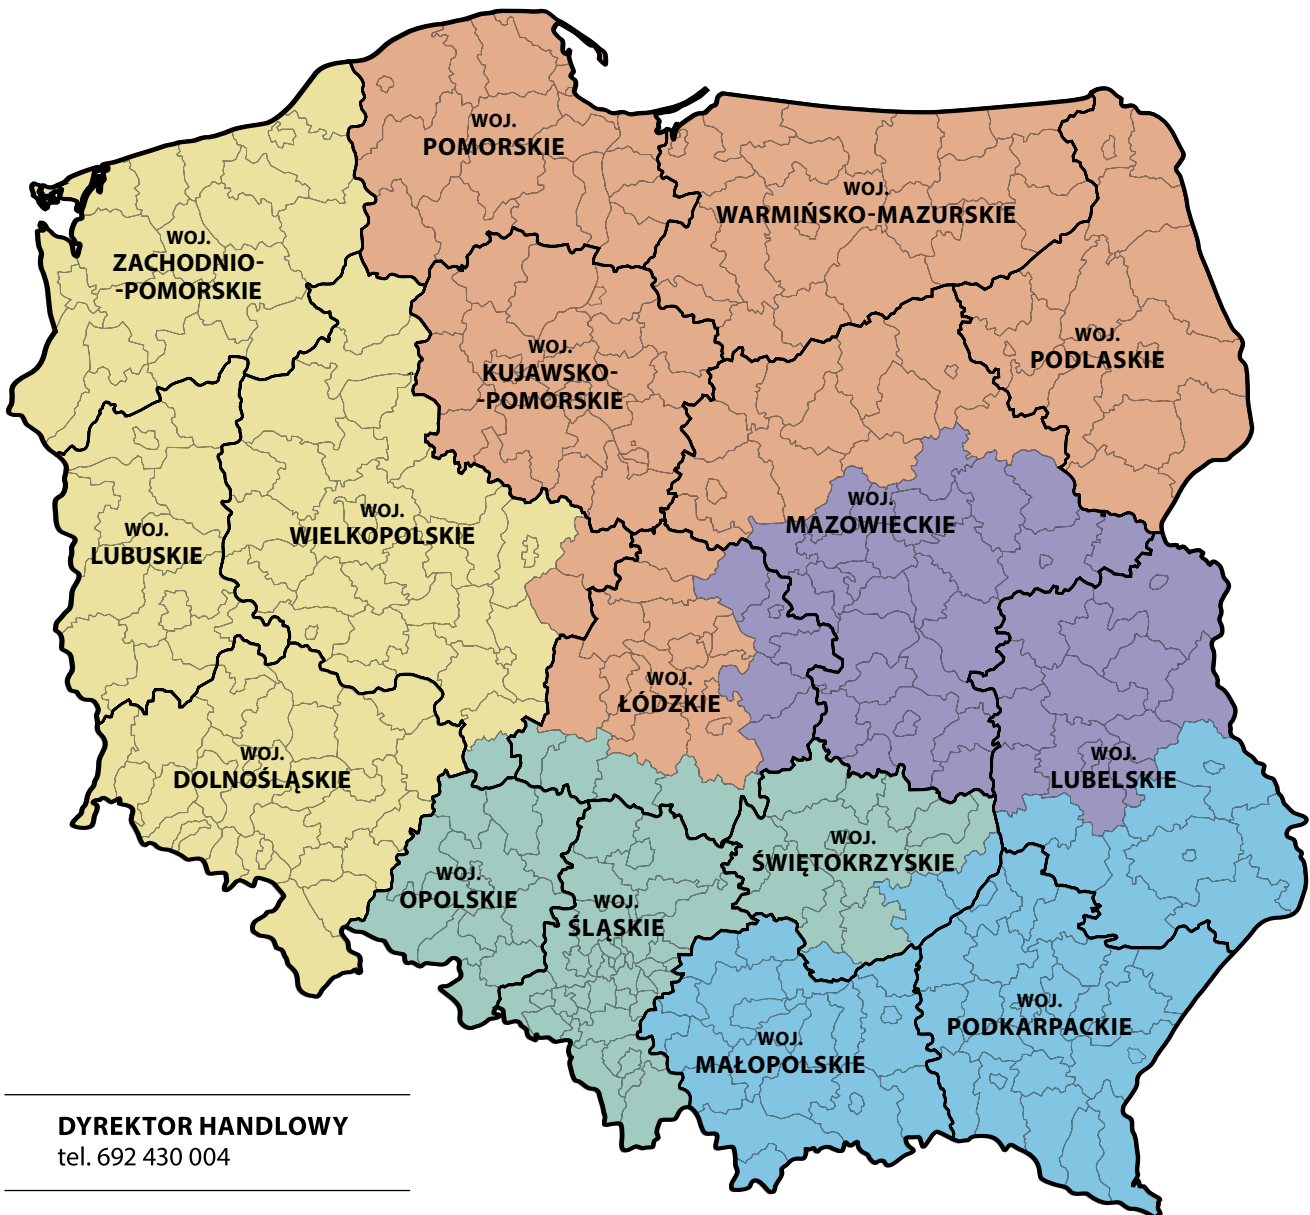 WOJ.
POMORSKIE
WOJ.
WARMIŃSKO-MAZURSKIE
WOJ.
ZACHODNIO-
-POMORSKIE
WOJ.
KUJAWSKO-
-POMORSKIE
WOJ.
PODLASKIE
WOJ.
LUBUSKIE
WOJ.
WIELKOPOLSKIE
WOJ.
MAZOWIECKIE
WOJ.
ŁÓDZKIE
WOJ.
DOLNOŚLĄSKIE
WOJ.
LUBELSKIE
WOJ.
OPOLSKIE
WOJ.
ŚLĄSKIE
WOJ.
ŚWIĘTOKRZYSKIE
WOJ.
MAŁOPOLSKIE
WOJ.
PODKARPACKIE
DYREKTOR HANDLOWY
tel. 692 430 004